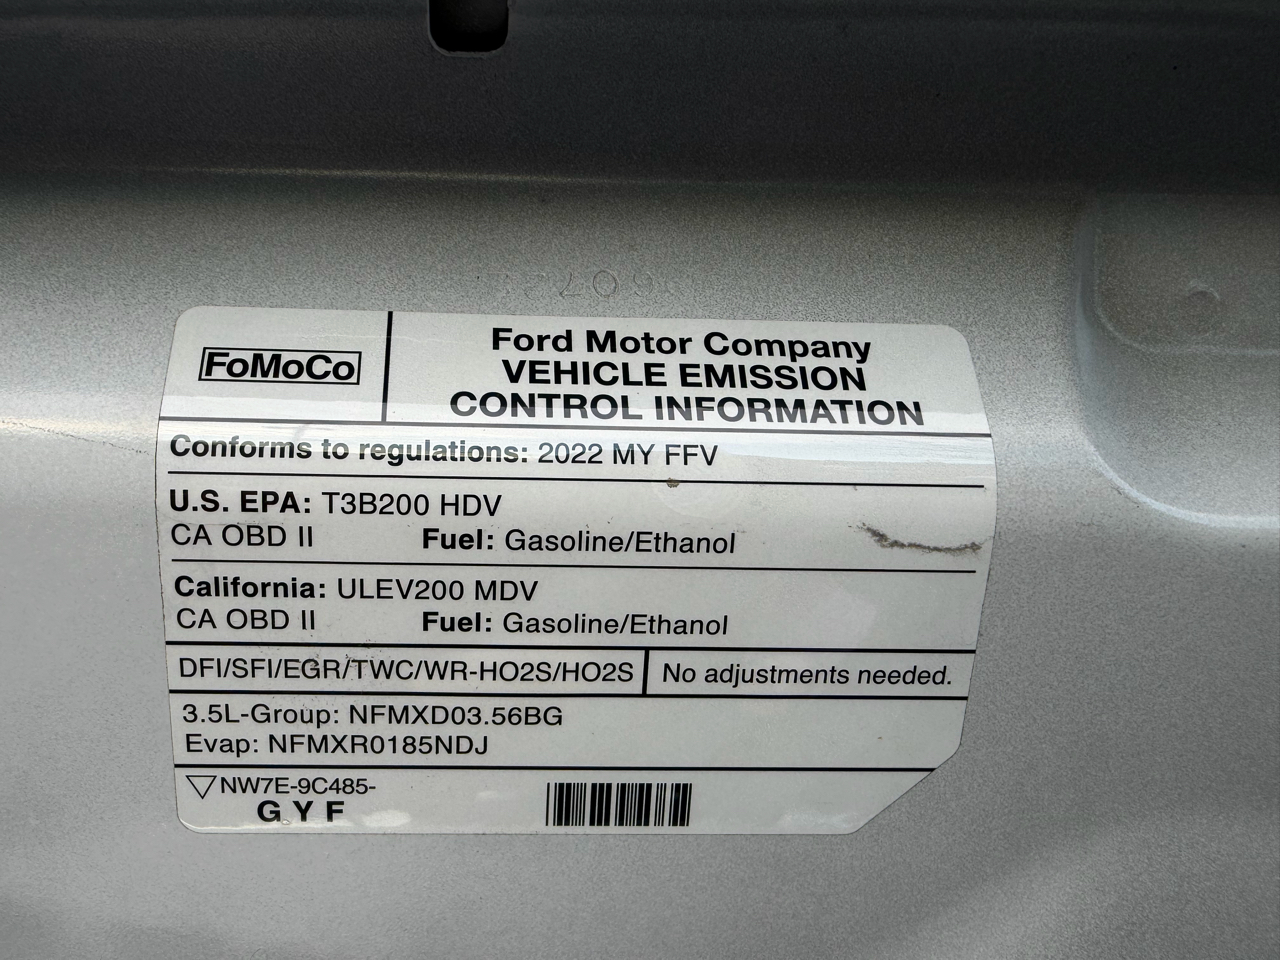 FoMoCo
Ford Motor Company
VEHICLE EMISSION
CONTROL INFORMATION
Conforms to regulations: 2022 MY FFV
U.S. EPA: T3B200 HDV
CA OBD II Fuel: Gasoline/Ethanol
California: ULEV200 MDV
CA OBD II Fuel: Gasoline/Ethanol
DFI/SFI/EGR/TWC/WR-HO2S/HO2S No adjustments needed.
3.5L-Group: NFMXD03.56BG
Evap: NFMXR0185NDJ
NW7E-9C485-
G Y F